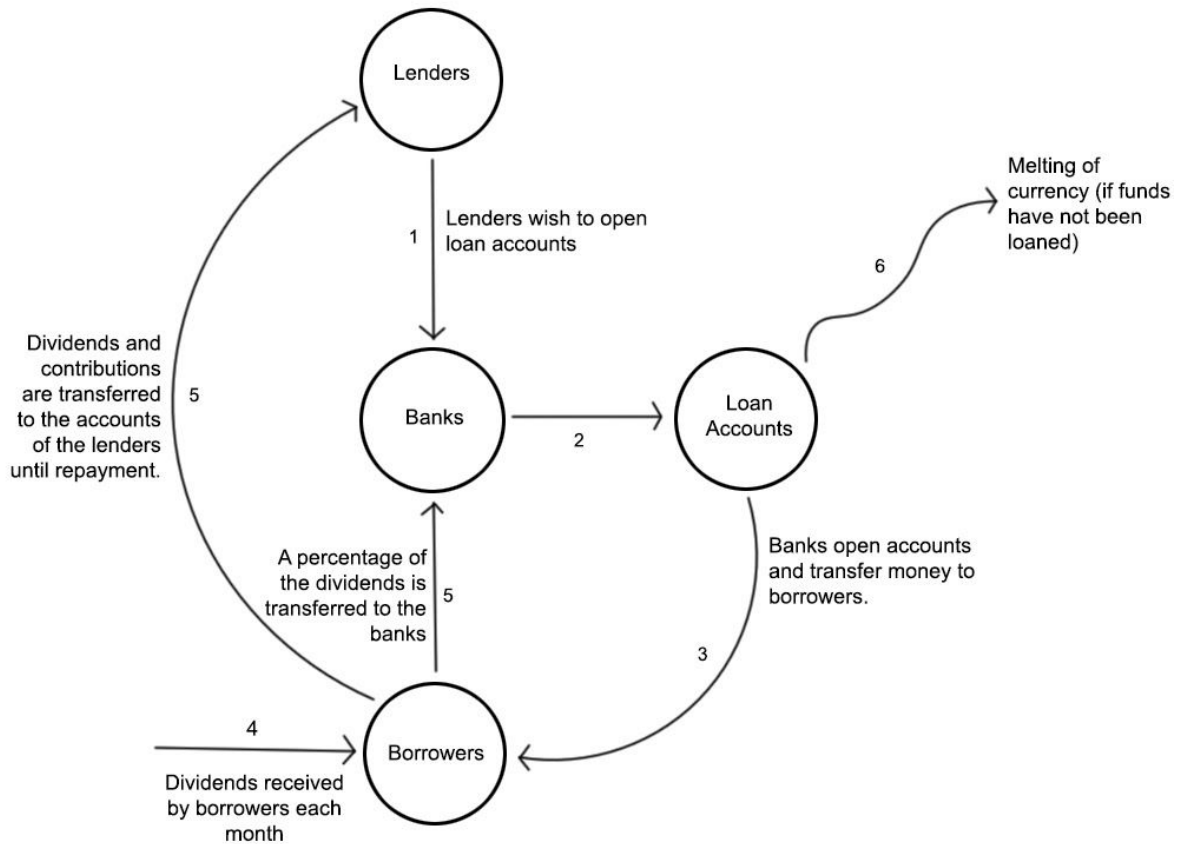 Lenders
1
Lenders wish to open
loan accounts
Melting of
currency (if funds
have not been
loaned)
6
Dividends and
contributions
are transferred
to the accounts
of the lenders
until repayment.
5
Banks
2
Loan
Accounts
A percentage of
the dividends is
transferred to the
banks
5
Banks open accounts
and transfer money to
borrowers.
3
4
Borrowers
Dividends received
by borrowers each
month